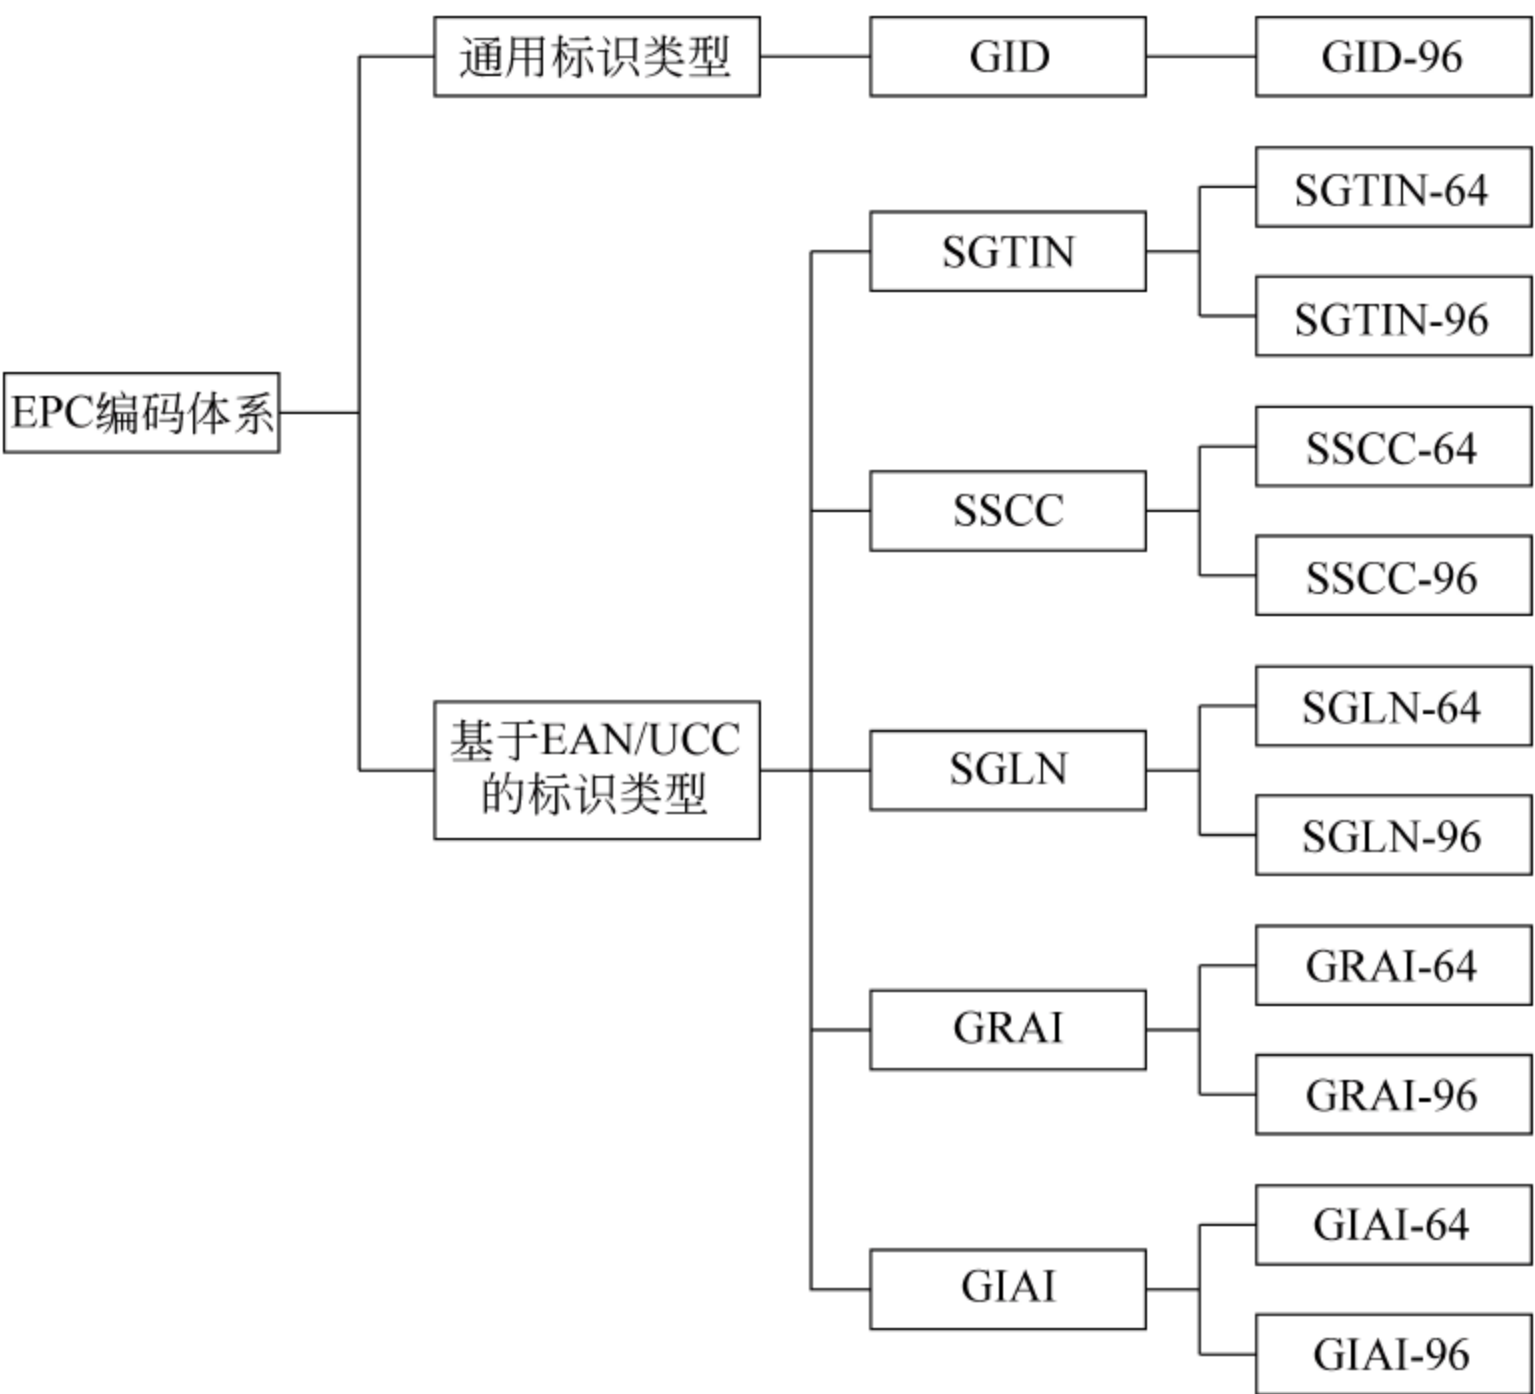 通用标识类型
GID
GID-96
SGTIN-64
SGTIN
SGTIN-96
EPC编码体系
SSCC-64
SSCC
SSCC-96
基于EAN/UCC
的标识类型
SGLN-64
SGLN
SGLN-96
GRAI-64
GRAI
GRAI-96
GIAI-64
GIAI
GIAI-96